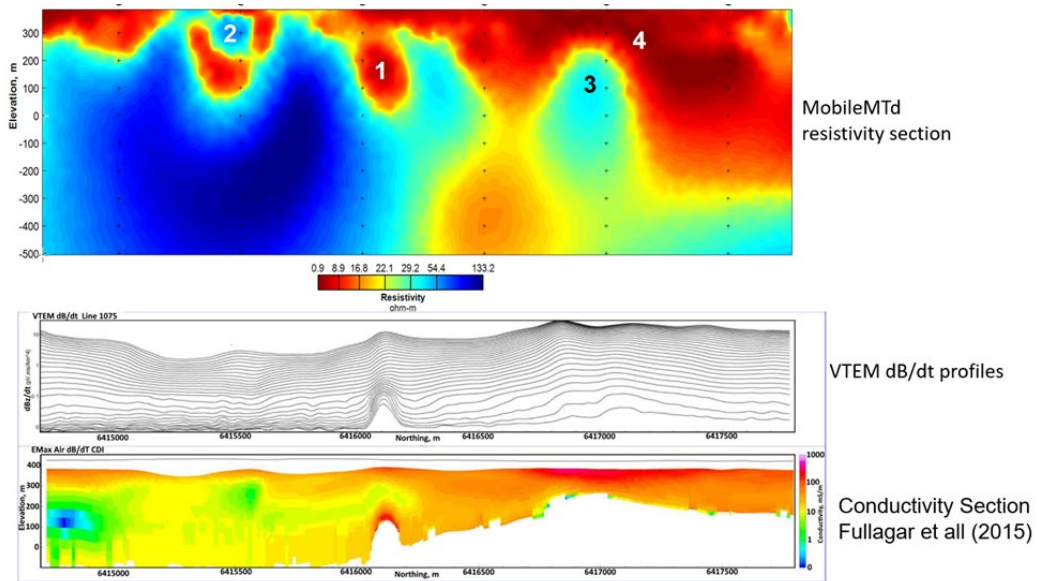 2
4
1
3
300
200
100
0
-100
-200
-300
-400
-500
Elevation, m
MobileMTd
resistivity section
0.9 8.9 16.8 22.1 29.2 54.4 133.2
Resistivity
ohm-m
VTEM dB/dt Line 1075
VTEM dB/dt profiles
6415000 6415500 6416000 Northing, m 6416500 6417000 6417500
EMax Air dB/dT CDI
400
300
200
100
0
Elevation, m
1000
100
10
1
0
Conductivity, mS/m
Conductivity Section
Fullagar et all (2015)
6415000 6415500 6416000 Northing, m 6416500 6417000 6417500